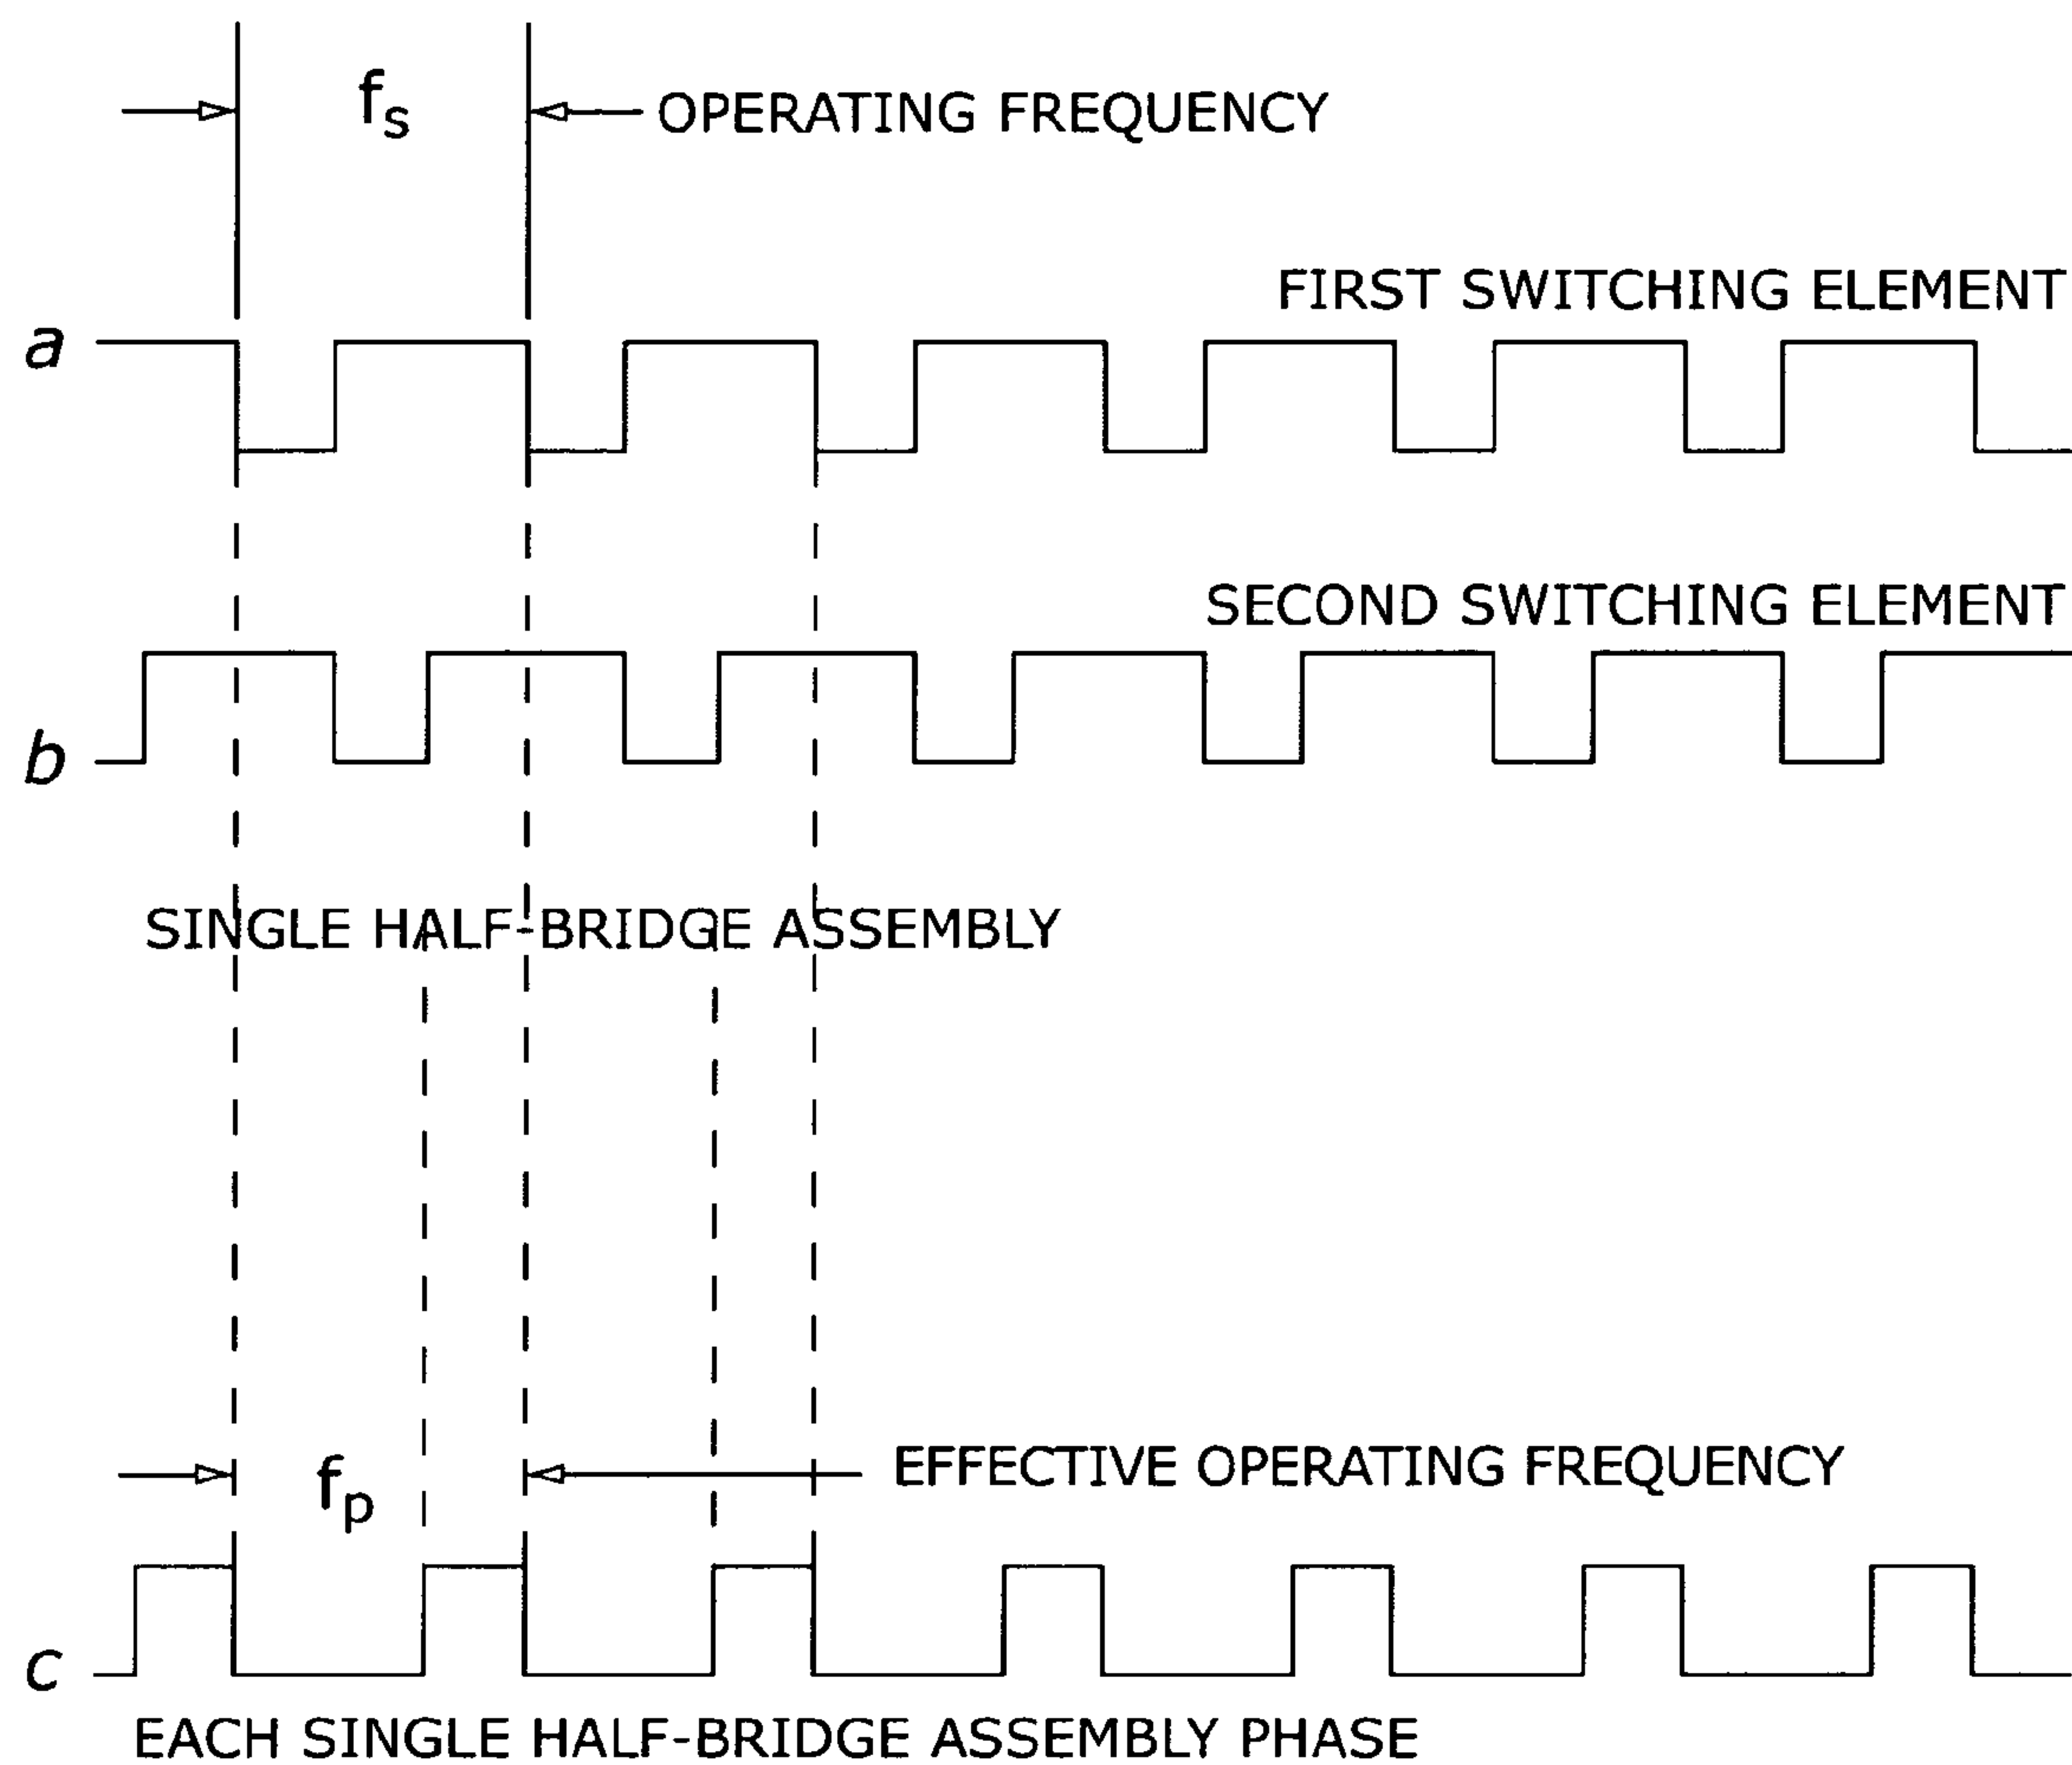 fs
OPERATING FREQUENCY
FIRST SWITCHING ELEMENT
a
SECOND SWITCHING ELEMENT
b
SINGLE HALF-BRIDGE ASSEMBLY
fp
EFFECTIVE OPERATING FREQUENCY
c
EACH SINGLE HALF-BRIDGE ASSEMBLY PHASE